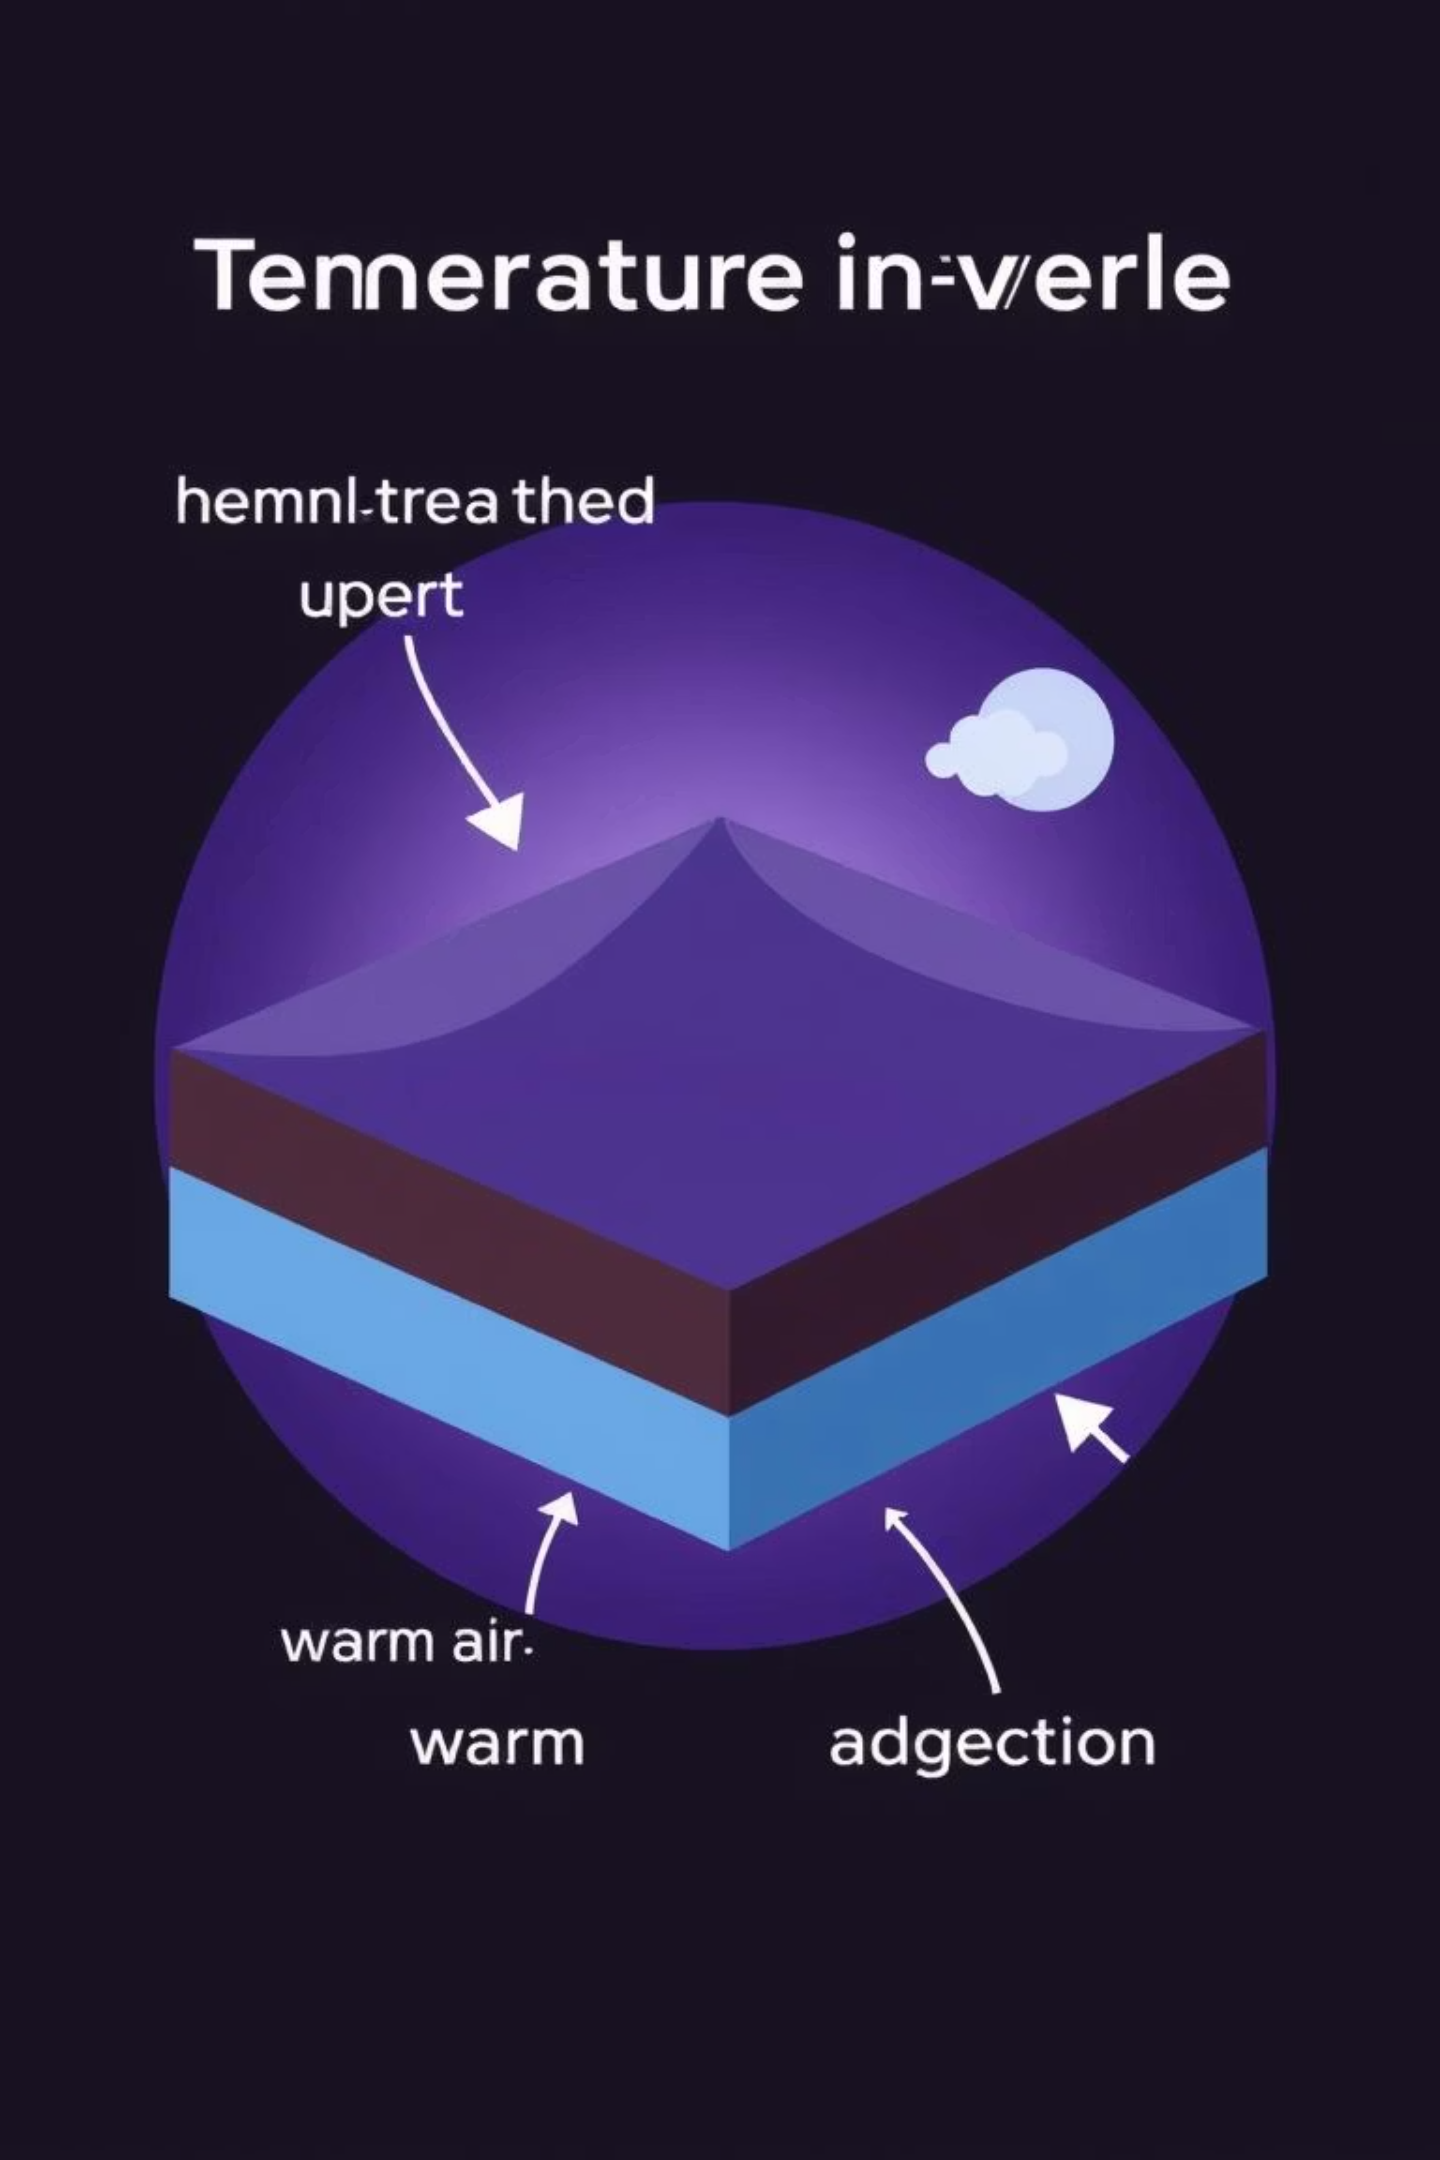 Tennerature in-verle
hemnl-trea thed
upert
warm air.
warm
adgection